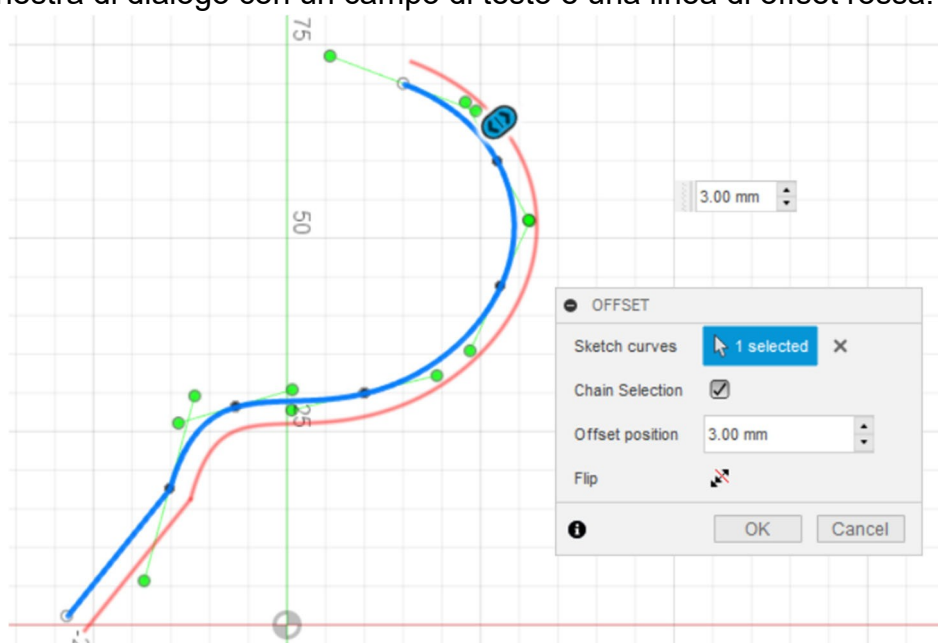 nestra di dialogo con un campo di testo e una linea di offset rossa.
75
50
3.00 mm
OFFSET
Sketch curves 1 selected
Chain Selection
25
Offset position 3.00 mm
Flip
OK Cancel